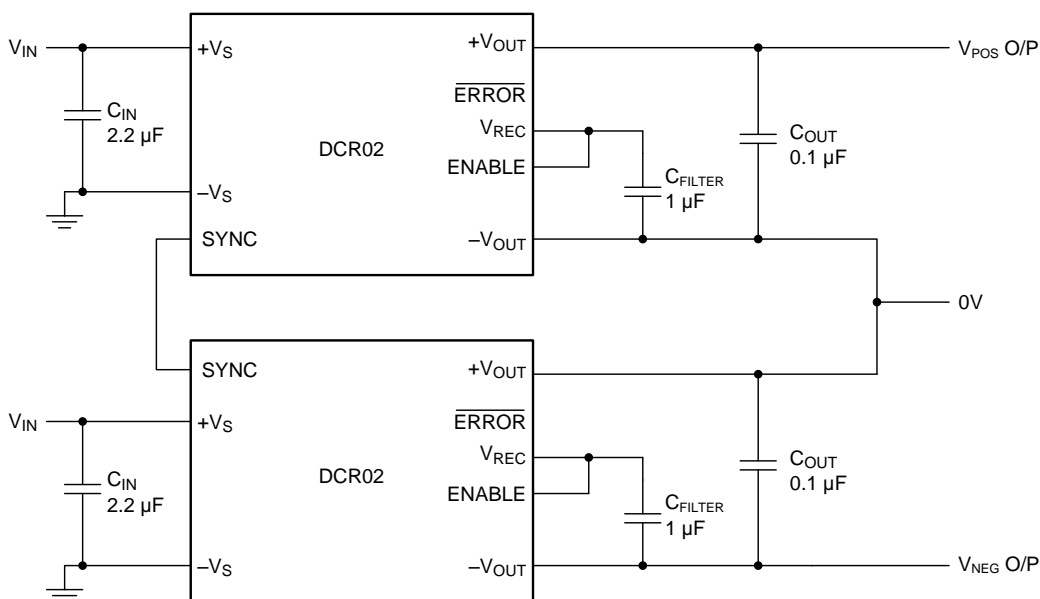 V_IN
+V_S
+V_OUT
V_POS O/P
ERROR
C_IN
2.2 µF
V_REC
DCR02
C_OUT
0.1 µF
ENABLE
C_FILTER
1 µF
–V_S
SYNC
–V_OUT
0V
SYNC
+V_OUT
V_IN
+V_S
ERROR
V_REC
C_IN
2.2 µF
DCR02
C_OUT
0.1 µF
ENABLE
C_FILTER
1 µF
–V_S
–V_OUT
V_NEG O/P